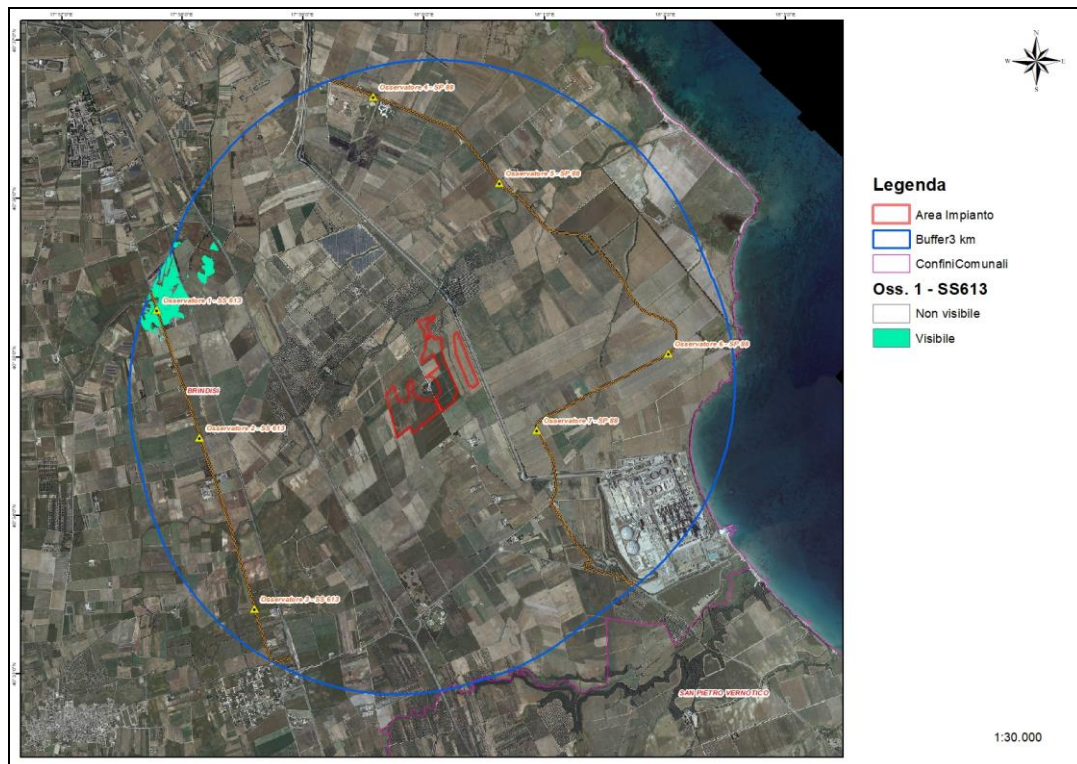 N
W
E
S
Osservatore 4 - SP 88
Osservatore 5 - SP 88
Osservatore 1 - SS 613
Osservatore 6 - SP 88
BRINDISI
Osservatore 2 - SS 613
Osservatore 7 - SP 88
Osservatore 3 - SS 613
SAN PIETRO VERNOTICO
Legenda
Area Impianto
Buffer3 km
ConfiniComunali
Oss. 1 - SS613
Non visibile
Visibile
1:30.000